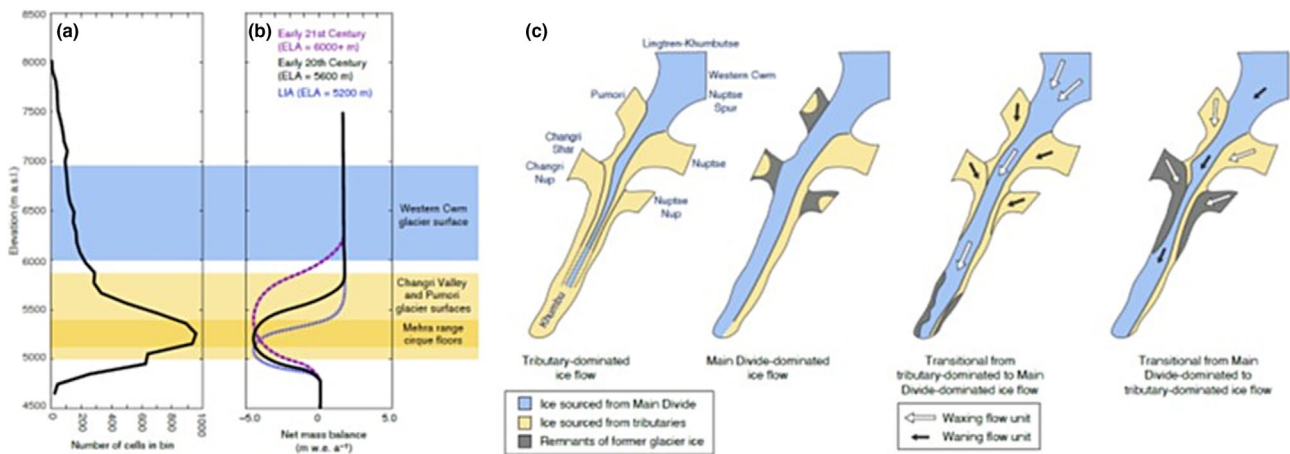 (a)
8500
8000
7500
7000
6500
6000
5500
5000
4500
Elevation (m a.s.l.)
0
200
400
600
800
1000
Number of cells in bin
(b)
Early 21st Century
(ELA = 6000+ m)
Early 20th Century
(ELA = 5600 m)
LIA (ELA = 5200 m)
Western Cwm
glacier surface
Changri Valley
and Pumori
glacier surfaces
Mehra range
cirque floors
−5.0
0
5.0
Net mass balance
(m w.e. a⁻¹)
(c)
Lingtren-Khumbutse
Western Cwm
Pumori
Nuptse
Spur
Changri
Shar
Changri
Nup
Nuptse
Nuptse
Nup
Khumbu
Tributary-dominated
ice flow
Main Divide-dominated
ice flow
Transitional from
tributary-dominated to Main
Divide-dominated ice flow
Transitional from Main
Divide-dominated to
tributary-dominated ice flow
Ice sourced from Main Divide
Ice sourced from tributaries
Remnants of former glacier ice
Waxing flow unit
Waning flow unit